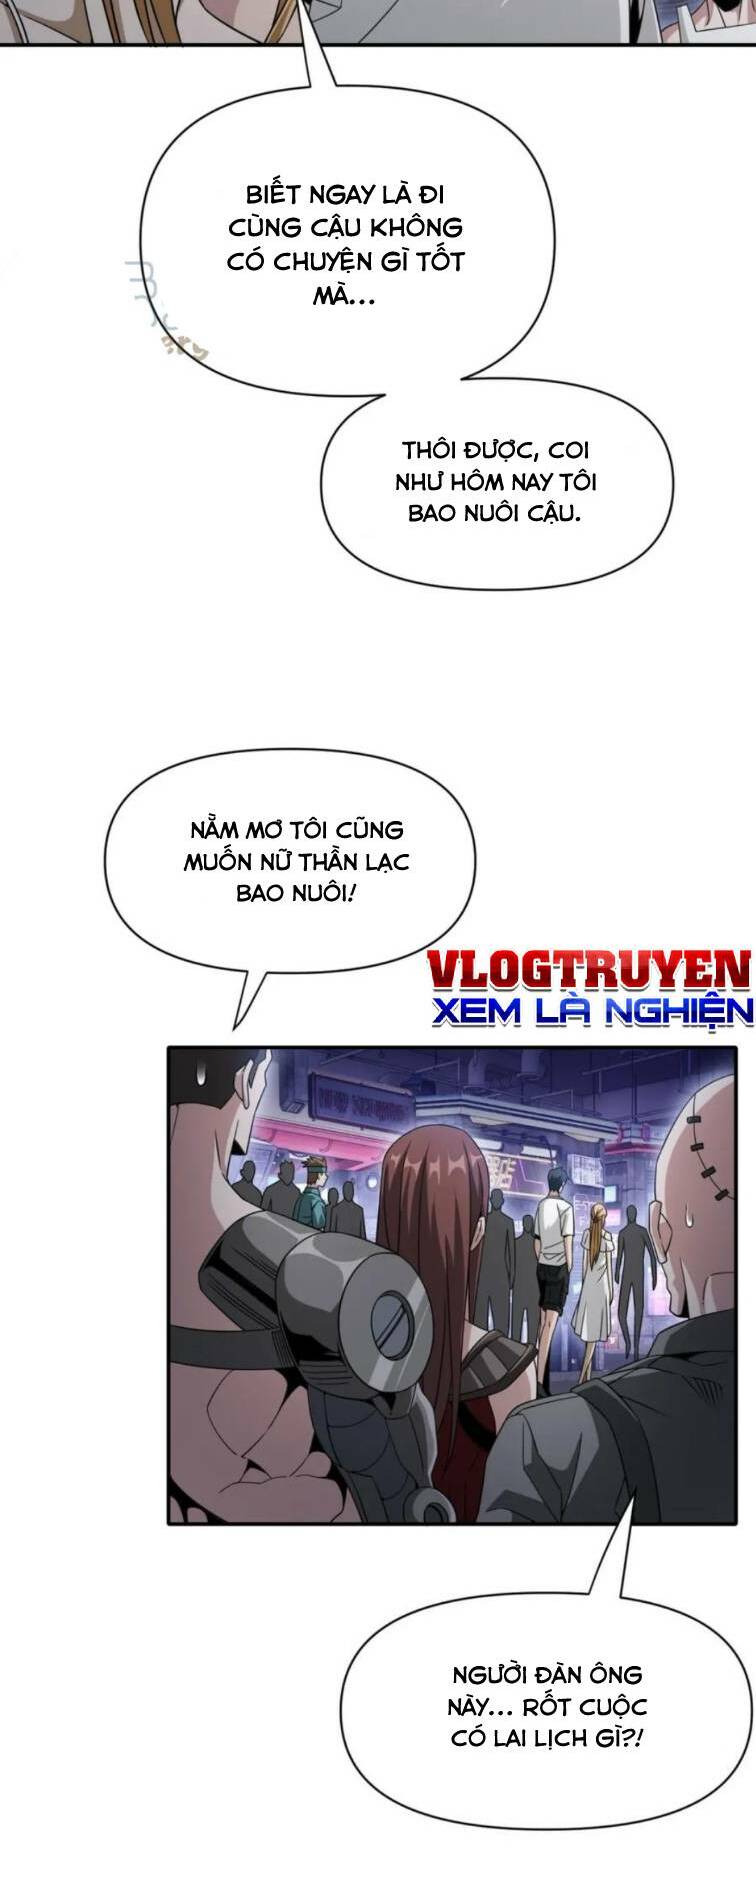 BIẾT NGAY LÀ ĐI
CÙNG CẬU KHÔNG
CÓ CHUYỆN GÌ TỐT
MÀ...
THÔI ĐƯỢC, COI
NHƯ HÔM NAY TÔI
BAO NUÔI CẬU.
NẰM MƠ TÔI CŨNG
MUỐN NỮ THẦN LẠC
BAO NUÔI!
VLOGTRUYEN
XEM LÀ NGHIỆN
NGƯỜI ĐÀN ÔNG
NÀY... RỐT CUỘC
CÓ LAI LỊCH GÌ?!